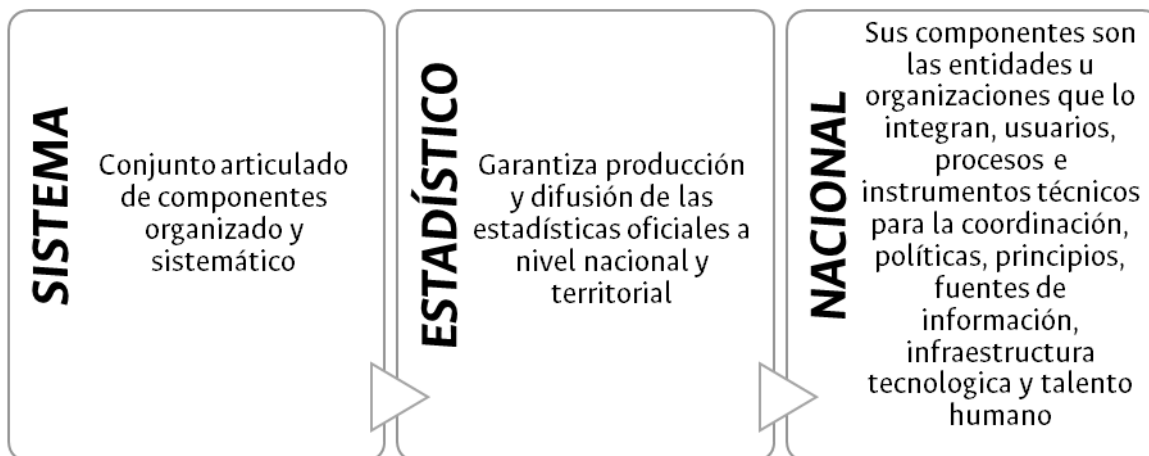 SISTEMA
Conjunto articulado
de componentes
organizado y
sistemático
ESTADÍSTICO
Garantiza producción
y difusión de las
estadísticas oficiales a
nivel nacional y
territorial
NACIONAL
Sus componentes son
las entidades u
organizaciones que lo
integran, usuarios,
procesos e
instrumentos técnicos
para la coordinación,
políticas, principios,
fuentes de
información,
infraestructura
tecnologica y talento
humano